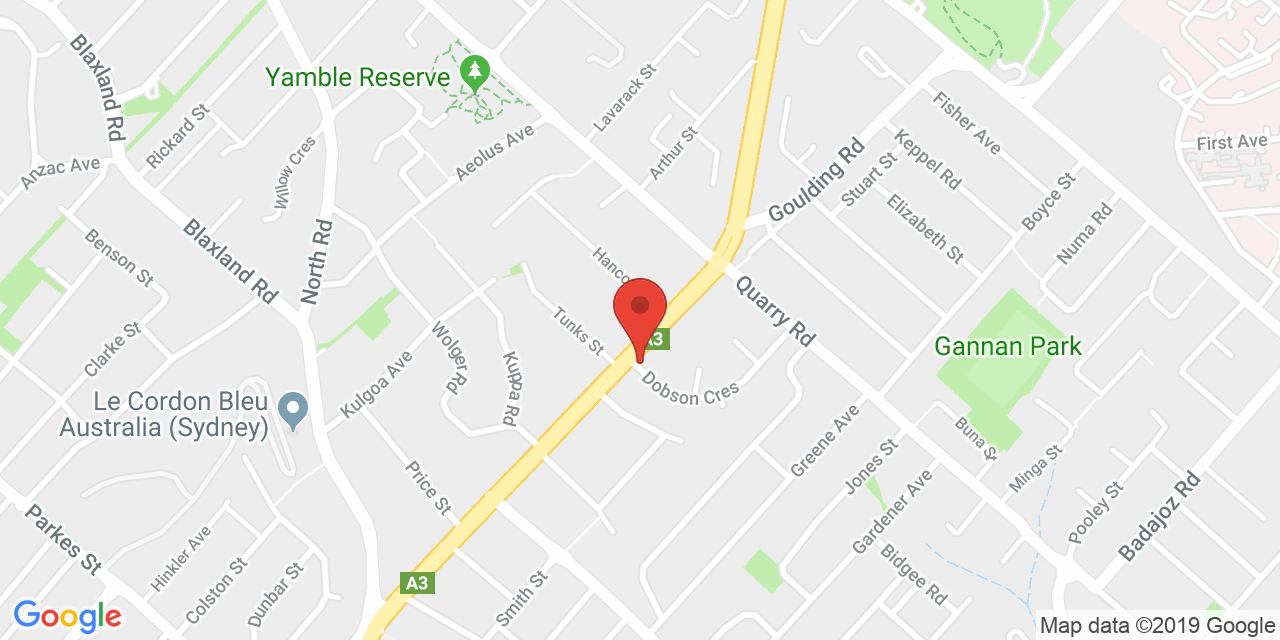 Yamble Reserve
Blaxland Rd
Rickard St
Anzac Ave
Willow Cres
Aeolus Ave
Lavarack St
Arthur St
Goulding Rd
Stuart St
Fisher Ave
Keppel Rd
First Ave
Boyce St
Elizabeth St
Numa Rd
Benson St
Blaxland Rd
North Rd
Hanco
Quarry Rd
Tunks St
A3
Gannan Park
Clarke St
Wolger Rd
Kuppa Rd
Kulgoa Ave
Dobson Cres
Le Cordon Bleu
Australia (Sydney)
Greene Ave
Buna St
Minga St
Jones St
Price St
Gardener Ave
Pooley St
Badajoz Rd
Parkes St
Hinkler Ave
Colston St
Dunbar St
A3
Smith St
Bidgee Rd
Google
Map data ©2019 Google